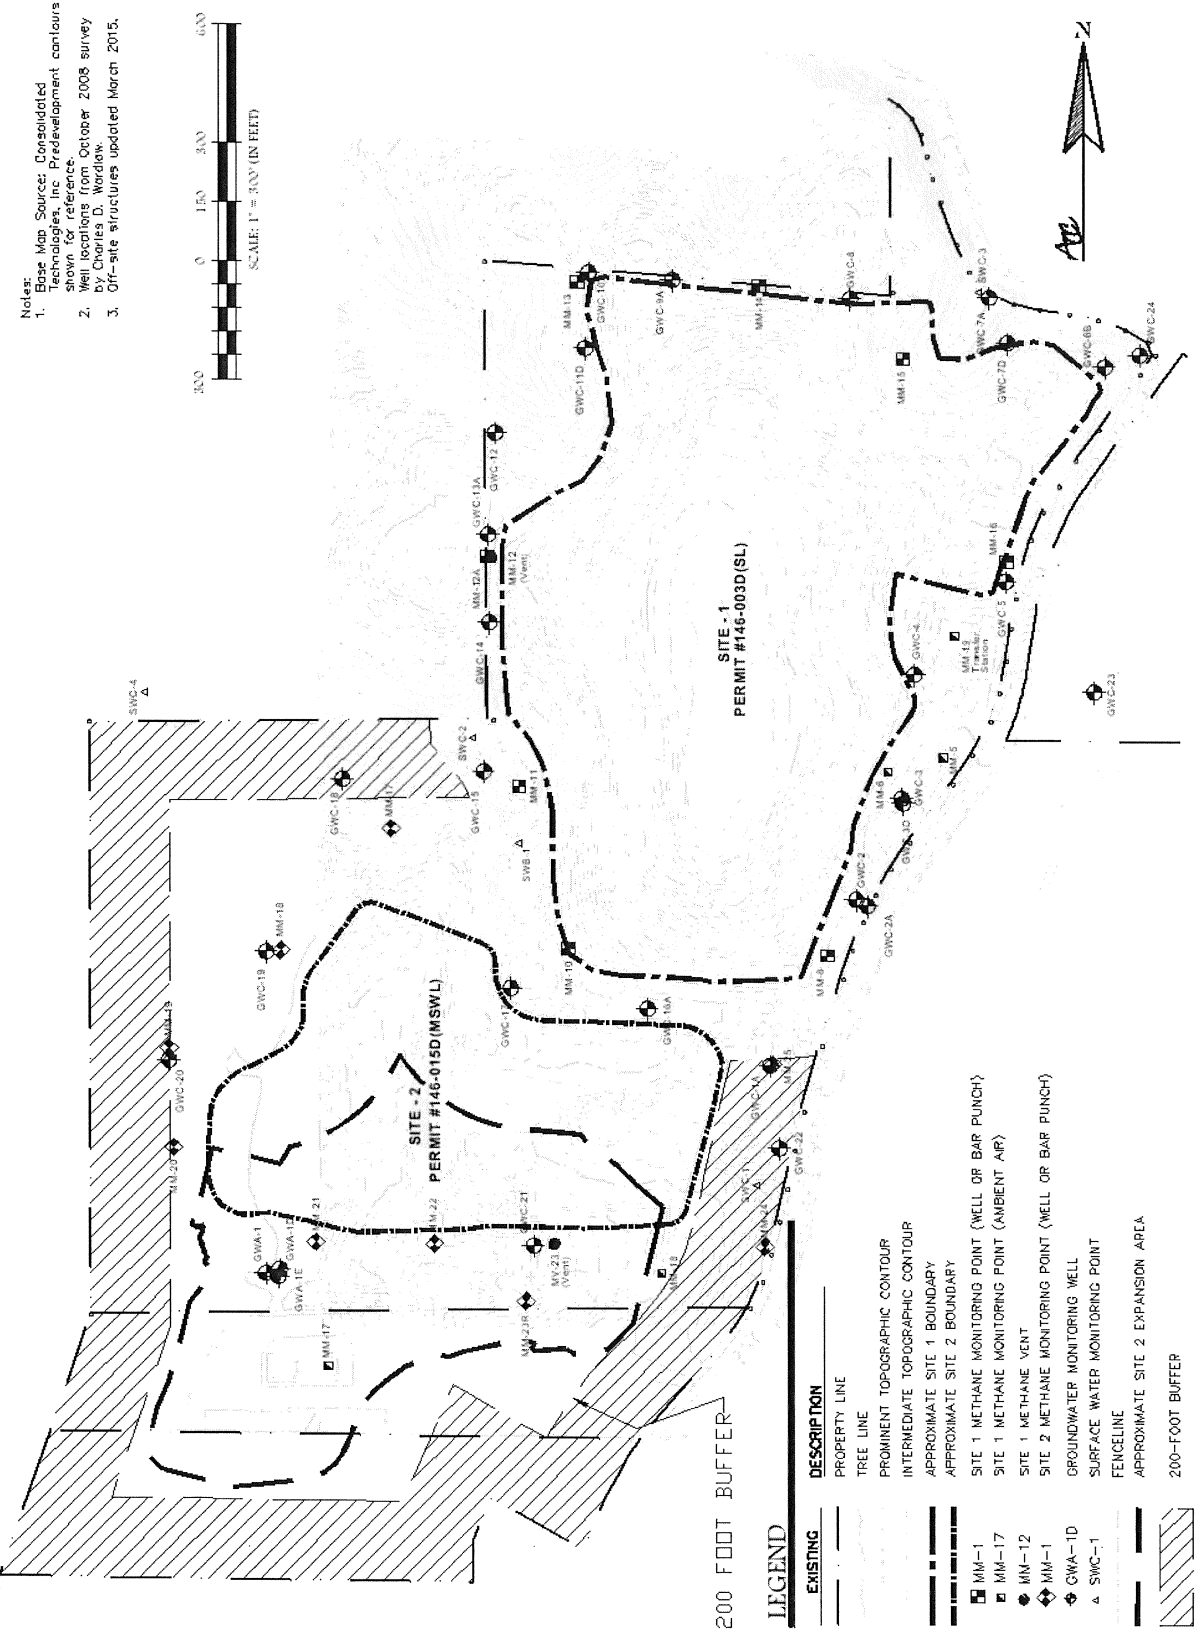 Notes:
1. Base Map Source: Consolidated
Technologies, Inc Predevelopment contours
shown for reference.
2. Well locations from October 2008 survey
by Charles D. Wardlaw.
3. Off-site structures updated March 2015.
300
0
150
300
600
SCALE: 1" = 300' (IN FEET)
N
SWC-4
SWC-2
GWC-15
GWC-18
MM-17
MM-11
SWB-1
GWC-14
MM-12A
MM-12
(Vent)
GWC-13A
GWC-12
GWC-11D
MM-13
GWC-10
GWC-9A
GWC-8
MM-15
GWC-7A
SWC-3
GWC-7D
GWC-6B
SWC-24
MM-16
GWC-5
GWC-4
MM-19
Transfer
Station
GWC-23
MM-5
MM-6
GWC-3
GWC-3D
GWC-2
GWC-2A
MM-8
MM-10
GWC-16A
GWC-17
SITE - 1
PERMIT #146-003D(SL)
SITE - 2
PERMIT #146-015D(MSWL)
MM-18
GWC-19
MM-19
GWC-20
MM-20
GWA-1
GWA-1D
GWA-1E
MM-21
MM-22
GWC-21
MV-23
(Vent)
MM-23R
MM-17
MM-18
GWC-1A
MM-25
GWC-22
GWC-1
MM-24
200 FOOT BUFFER
LEGEND
EXISTING DESCRIPTION
PROPERTY LINE
TREE LINE
PROMINENT TOPOGRAPHIC CONTOUR
INTERMEDIATE TOPOGRAPHIC CONTOUR
APPROXIMATE SITE 1 BOUNDARY
APPROXIMATE SITE 2 BOUNDARY
MM-1 SITE 1 METHANE MONITORING POINT (WELL OR BAR PUNCH)
MM-17 SITE 1 METHANE MONITORING POINT (AMBIENT AIR)
MM-12 SITE 1 METHANE VENT
MM-1 SITE 2 METHANE MONITORING POINT (WELL OR BAR PUNCH)
GWA-1D GROUNDWATER MONITORING WELL
SWC-1 SURFACE WATER MONITORING POINT
FENCELINE
APPROXIMATE SITE 2 EXPANSION AREA
200-FOOT BUFFER